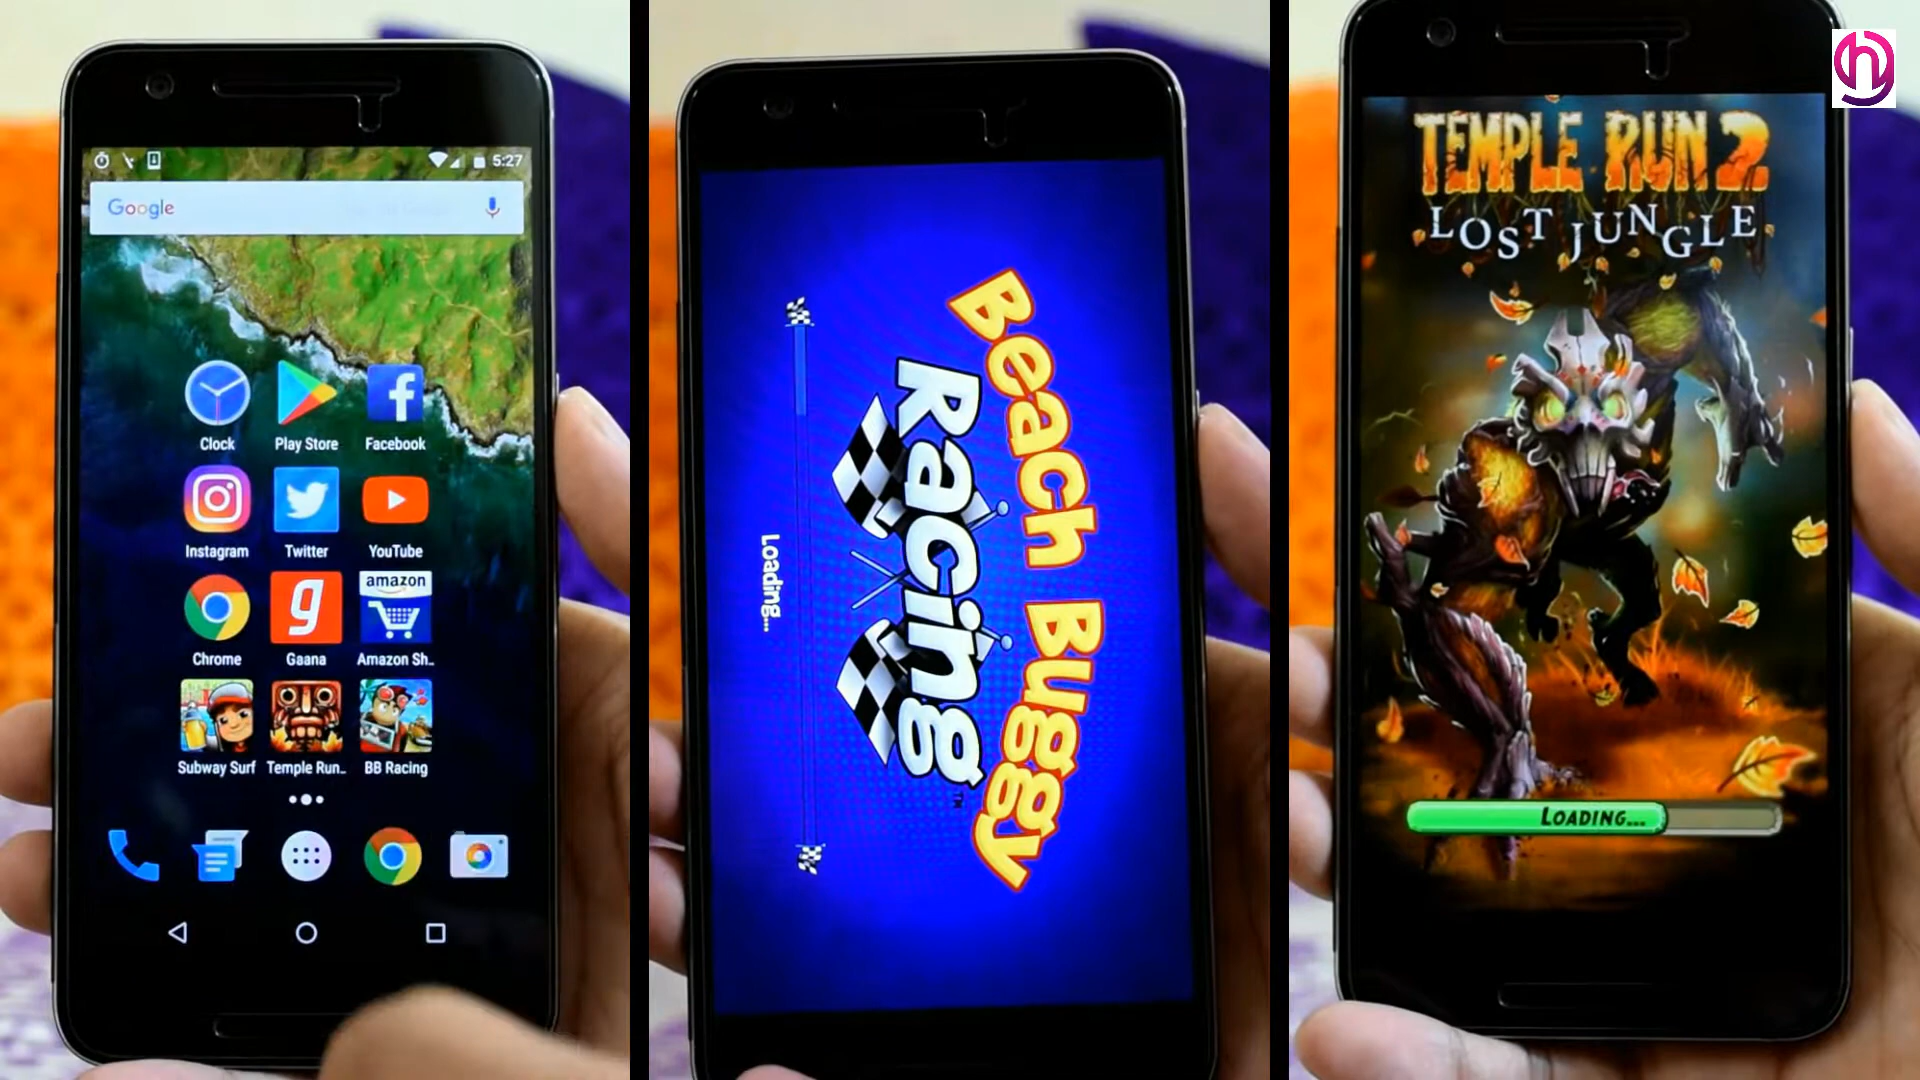 5:27
Google
Clock
Play Store
Facebook
Instagram
Twitter
YouTube
amazon
Chrome
Gaana
Amazon Sh..
Subway Surf
Temple Run..
BB Racing
Beach Buggy
Racing™
Loading...
TEMPLE RUN 2
LOST JUNGLE
LOADING...